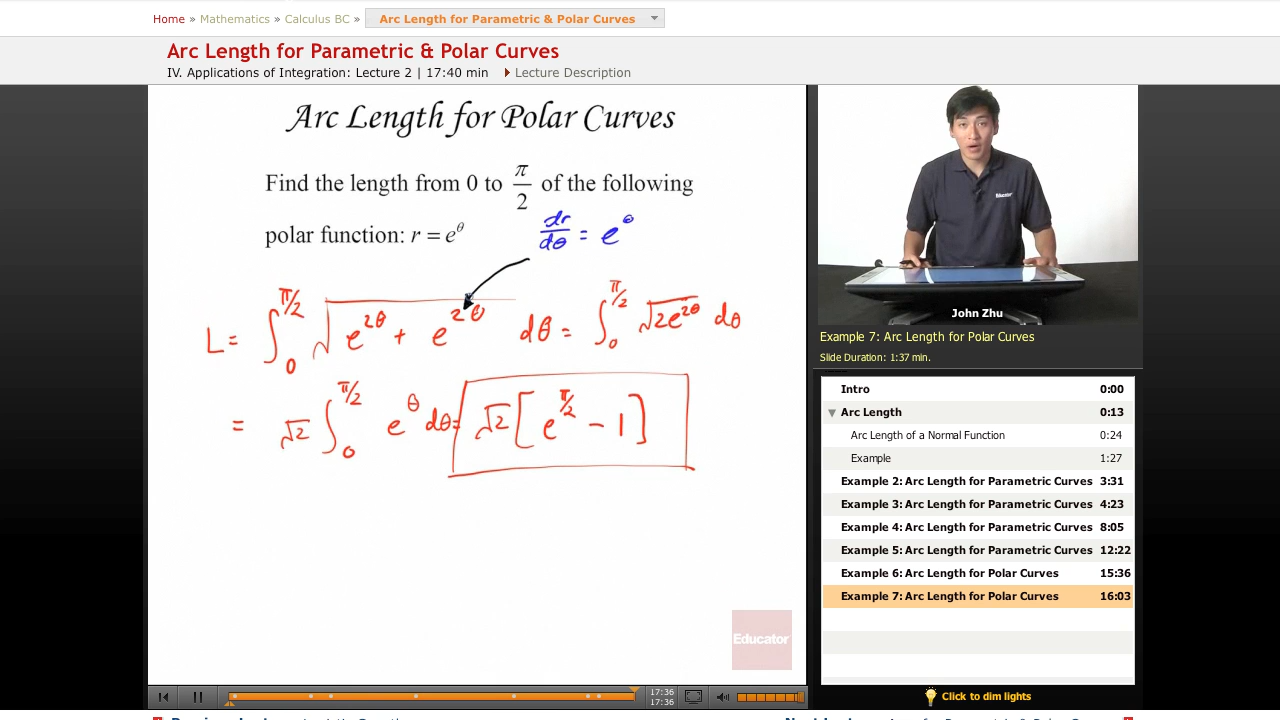 Home » Mathematics » Calculus BC » Arc Length for Parametric & Polar Curves
Arc Length for Parametric & Polar Curves
IV. Applications of Integration: Lecture 2 | 17:40 min Lecture Description
Arc Length for Polar Curves
Find the length from 0 to π/2 of the following
polar function: r = e^θ dr/dθ = e^θ
L = ∫_0^{π/2} √(e^{2θ} + e^{2θ}) dθ = ∫_0^{π/2} √(2e^{2θ}) dθ
= √2 ∫_0^{π/2} e^θ dθ = √2 [e^{π/2} - 1]
Educator
Educator
John Zhu
Example 7: Arc Length for Polar Curves
Slide Duration: 1:37 min.
Intro 0:00
Arc Length 0:13
Arc Length of a Normal Function 0:24
Example 1:27
Example 2: Arc Length for Parametric Curves 3:31
Example 3: Arc Length for Parametric Curves 4:23
Example 4: Arc Length for Parametric Curves 8:05
Example 5: Arc Length for Parametric Curves 12:22
Example 6: Arc Length for Polar Curves 15:36
Example 7: Arc Length for Polar Curves 16:03
17:36
17:36
Click to dim lights